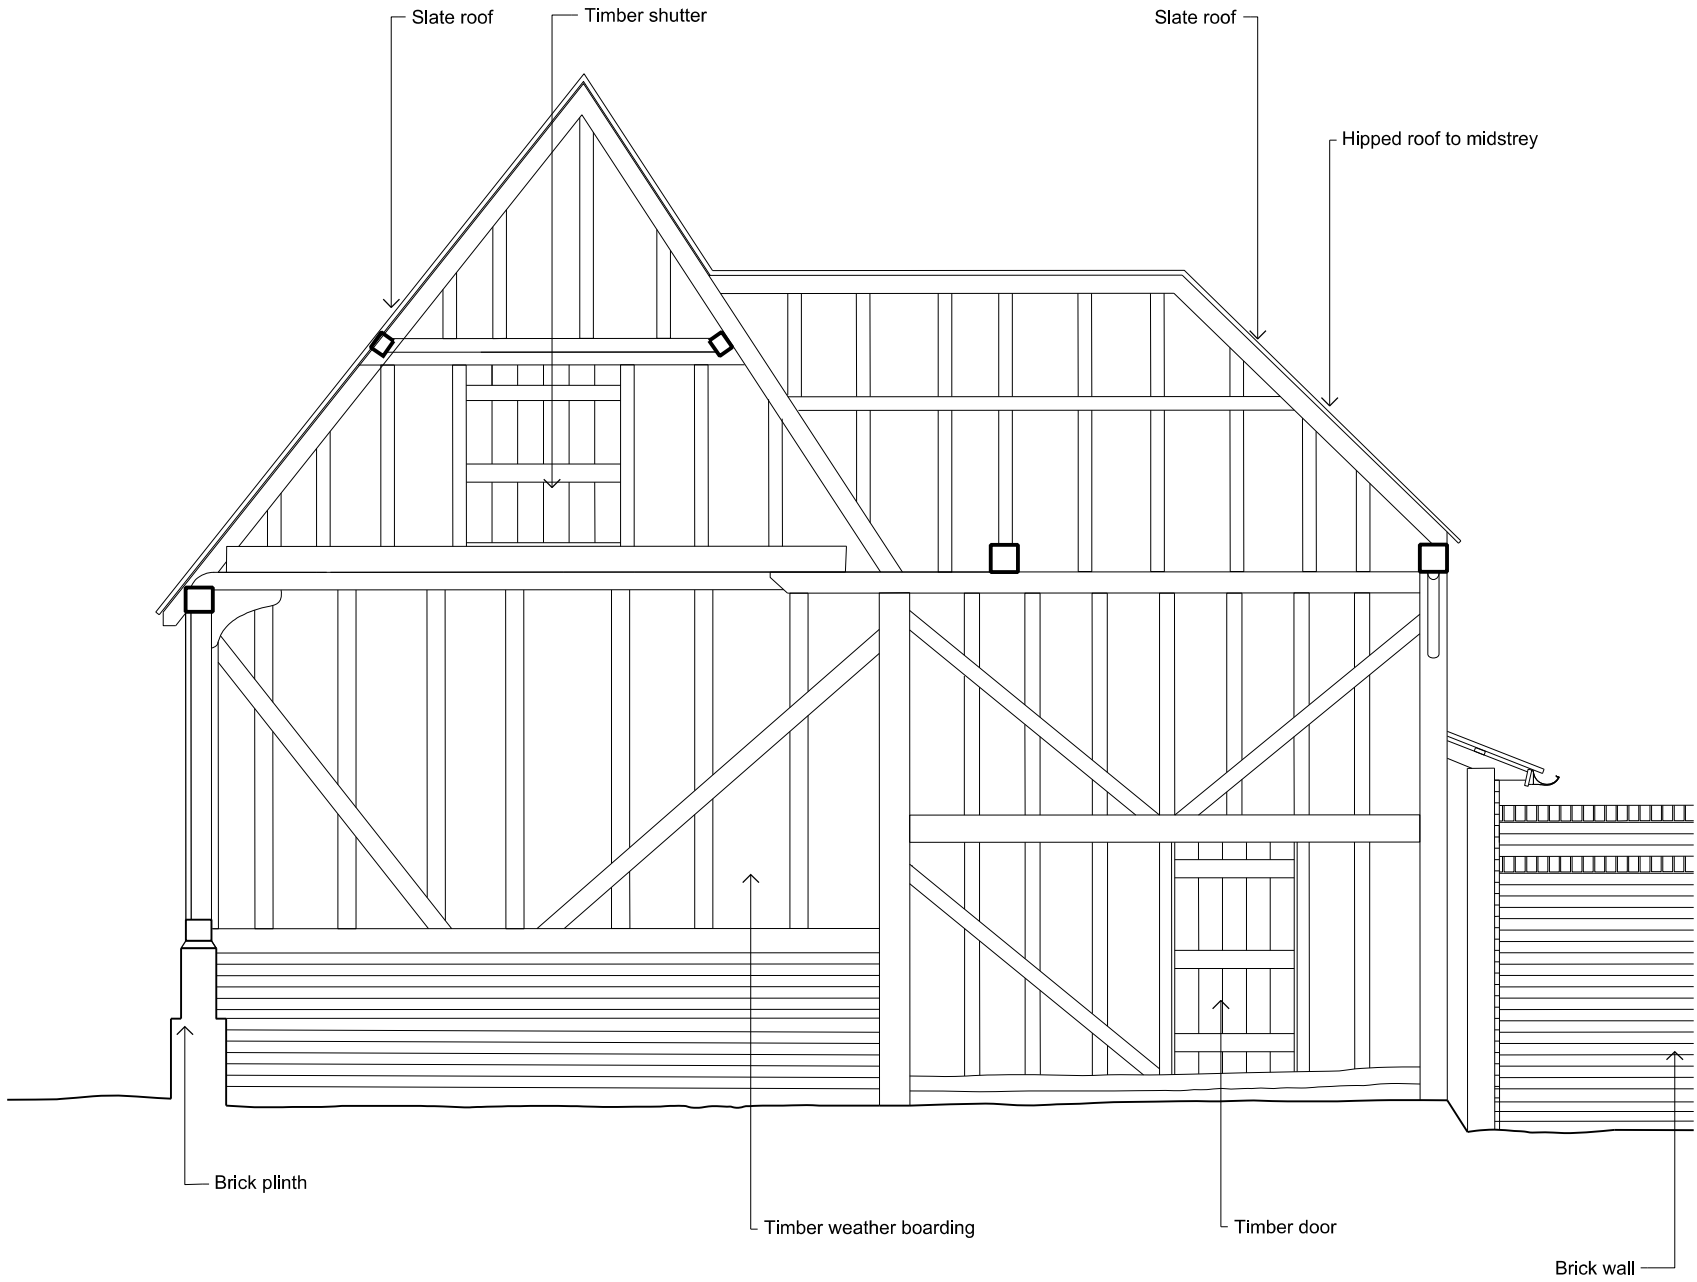 Slate roof
Timber shutter
Slate roof
Hipped roof to midstrey
Brick plinth
Timber weather boarding
Timber door
Brick wall